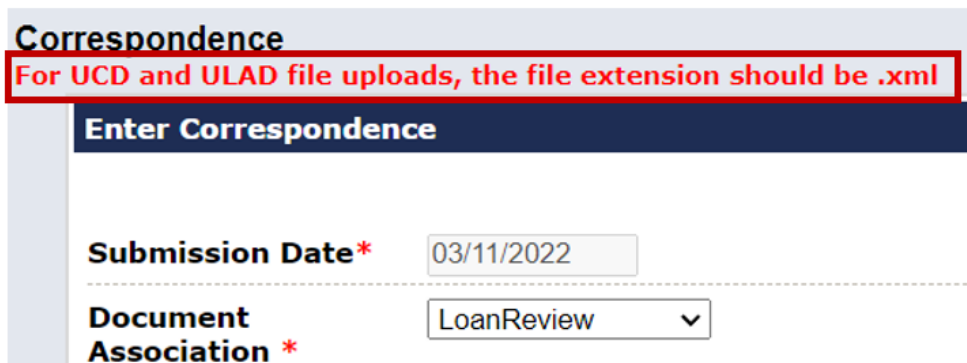 Correspondence
For UCD and ULAD file uploads, the file extension should be .xml
Enter Correspondence
Submission Date* 03/11/2022
Document LoanReview
Association *